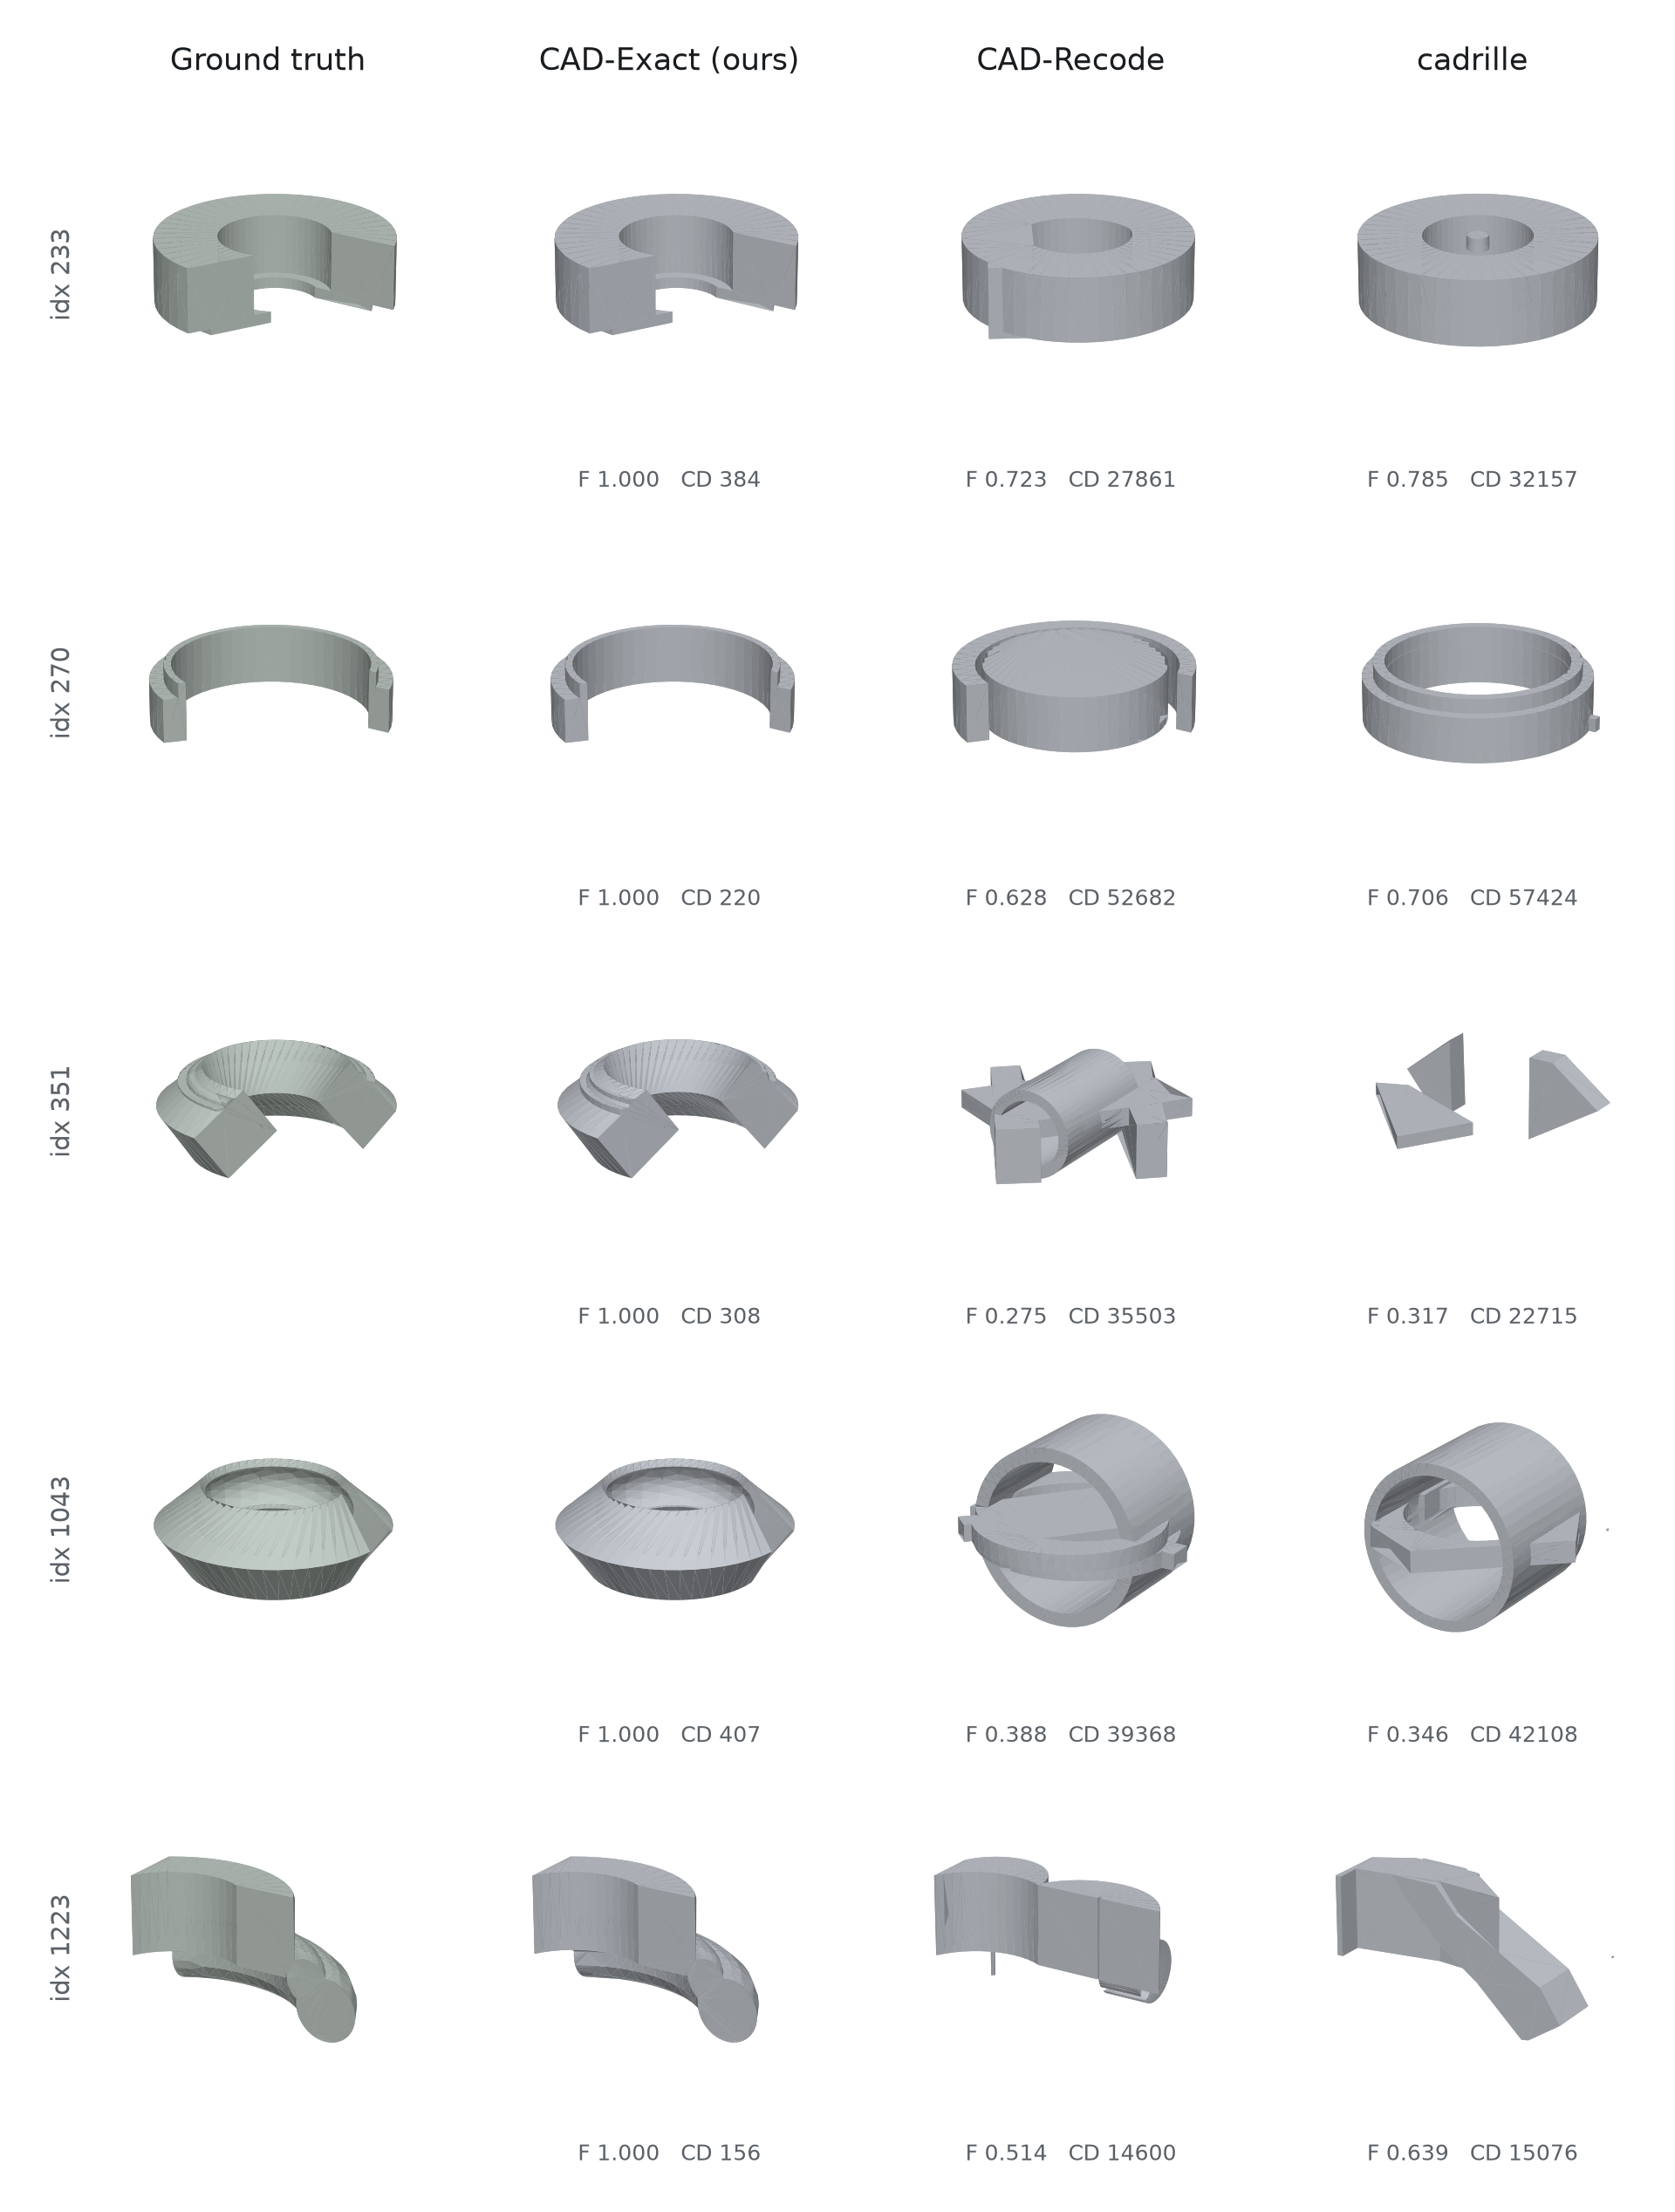 Ground truth CAD-Exact (ours) CAD-Recode cadrille
idx 233
F 1.000 CD 384 F 0.723 CD 27861 F 0.785 CD 32157
idx 270
F 1.000 CD 220 F 0.628 CD 52682 F 0.706 CD 57424
idx 351
F 1.000 CD 308 F 0.275 CD 35503 F 0.317 CD 22715
idx 1043
F 1.000 CD 407 F 0.388 CD 39368 F 0.346 CD 42108
idx 1223
F 1.000 CD 156 F 0.514 CD 14600 F 0.639 CD 15076